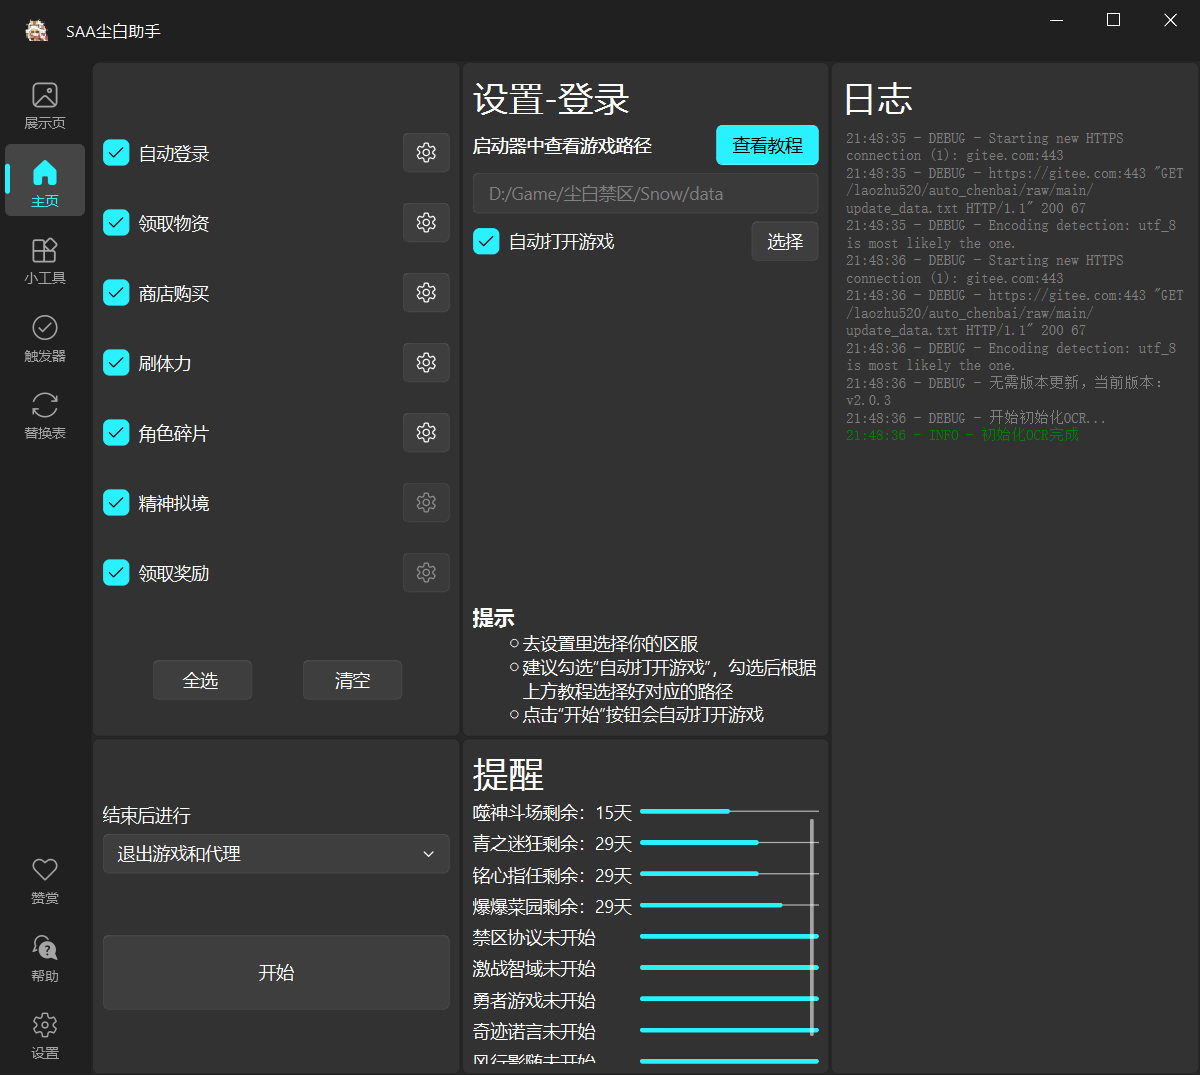 SAA尘白助手
展示页
主页
小工具
触发器
替换表
赞赏
帮助
设置
自动登录
领取物资
商店购买
刷体力
角色碎片
精神拟境
领取奖励
全选
清空
结束后进行
退出游戏和代理
开始
设置-登录
启动器中查看游戏路径
查看教程
D:/Game/尘白禁区/Snow/data
自动打开游戏
选择
提示
去设置里选择你的区服
建议勾选“自动打开游戏”，勾选后根据
上方教程选择好对应的路径
点击“开始”按钮会自动打开游戏
提醒
噬神斗场剩余：15天
青之迷狂剩余：29天
铭心指任剩余：29天
爆爆菜园剩余：29天
禁区协议未开始
激战智域未开始
勇者游戏未开始
奇迹诺言未开始
风行影随未开始
日志
21:48:35 - DEBUG - Starting new HTTPS
connection (1): gitee.com:443
21:48:35 - DEBUG - https://gitee.com:443 "GET
/laozhu520/auto_chenbai/raw/main/
update_data.txt HTTP/1.1" 200 67
21:48:35 - DEBUG - Encoding detection: utf_8
is most likely the one.
21:48:36 - DEBUG - Starting new HTTPS
connection (1): gitee.com:443
21:48:36 - DEBUG - https://gitee.com:443 "GET
/laozhu520/auto_chenbai/raw/main/
update_data.txt HTTP/1.1" 200 67
21:48:36 - DEBUG - Encoding detection: utf_8
is most likely the one.
21:48:36 - DEBUG - 无需版本更新，当前版本：
v2.0.3
21:48:36 - DEBUG - 开始初始化OCR...
21:48:36 - INFO - 初始化OCR完成